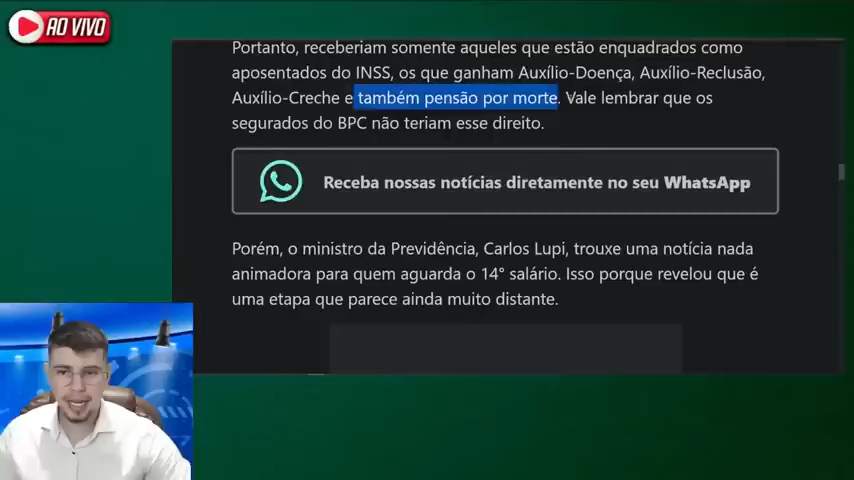 AO VIVO
Portanto, receberiam somente aqueles que estão enquadrados como
aposentados do INSS, os que ganham Auxílio-Doença, Auxílio-Reclusão,
Auxílio-Creche e também pensão por morte. Vale lembrar que os
segurados do BPC não teriam esse direito.
Receba nossas notícias diretamente no seu WhatsApp
Porém, o ministro da Previdência, Carlos Lupi, trouxe uma notícia nada
animadora para quem aguarda o 14° salário. Isso porque revelou que é
uma etapa que parece ainda muito distante.